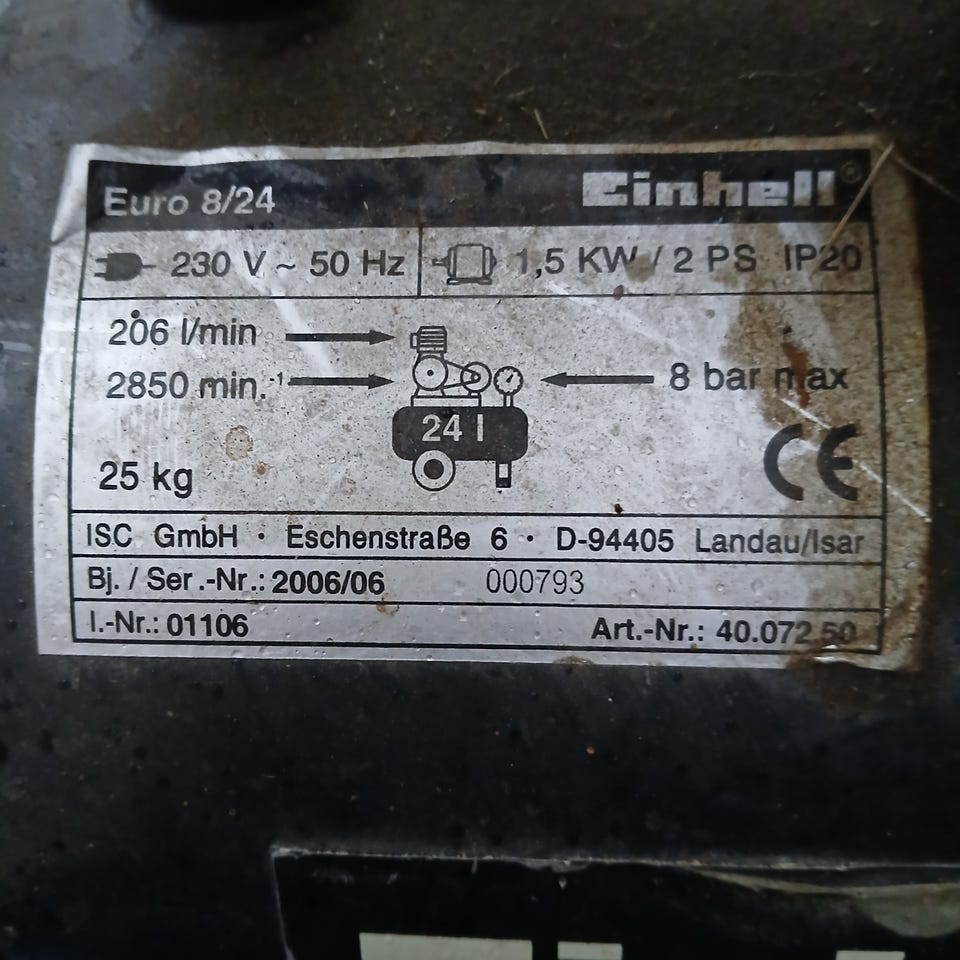 Euro 8/24 Einhell®
230 V ~ 50 Hz 1,5 KW / 2 PS IP20
206 l/min
2850 min.-1 8 bar max
24 l
25 kg CE
ISC GmbH · Eschenstraße 6 · D-94405 Landau/Isar
Bj. / Ser.-Nr.: 2006/06 000793
I.-Nr.: 01106 Art.-Nr.: 40.072.50